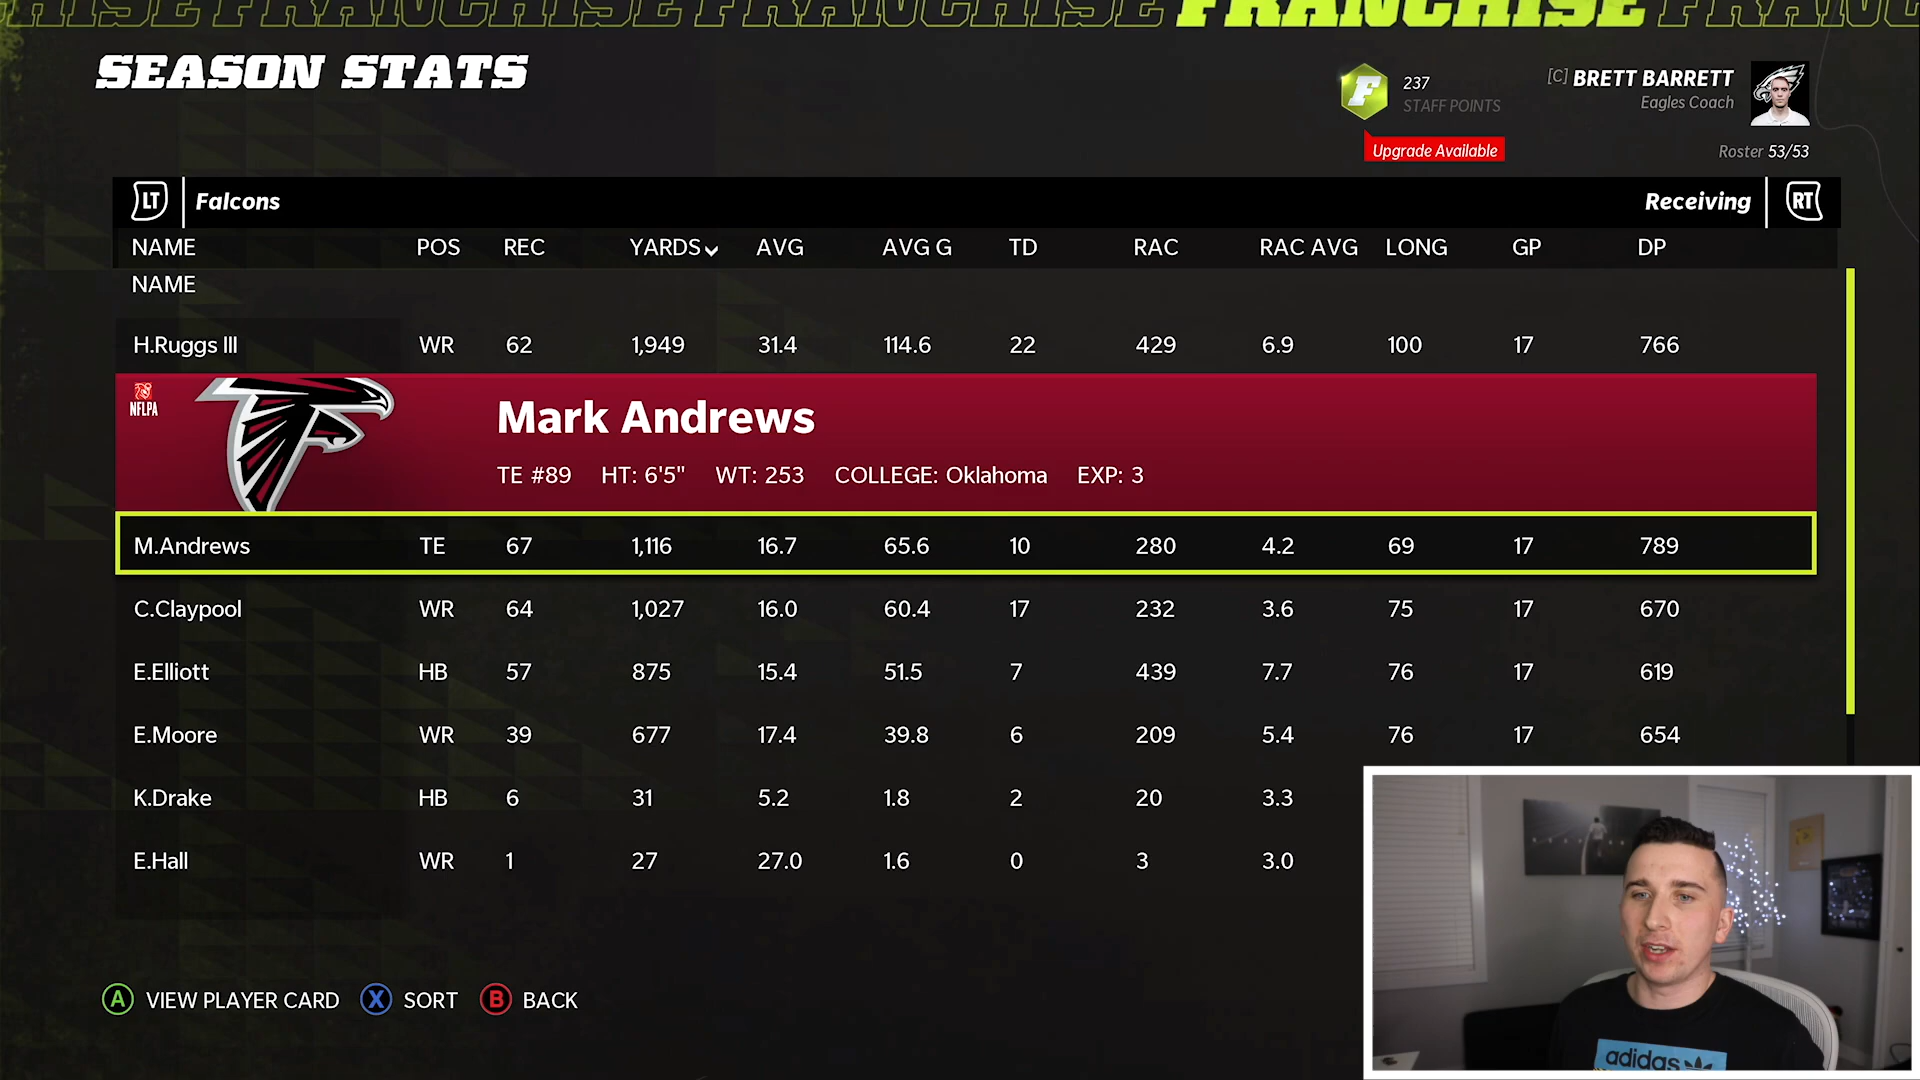 FRANCHISE FRANCHISE FRANCHISE FRANCHISE
SEASON STATS
237
STAFF POINTS
Upgrade Available
[C] BRETT BARRETT
Eagles Coach
Roster 53/53
LT Falcons Receiving RT
NAME POS REC YARDS AVG AVG G TD RAC RAC AVG LONG GP DP
NAME
H.Ruggs III WR 62 1,949 31.4 114.6 22 429 6.9 100 17 766
NFLPA
Mark Andrews
TE #89 HT: 6'5" WT: 253 COLLEGE: Oklahoma EXP: 3
M.Andrews TE 67 1,116 16.7 65.6 10 280 4.2 69 17 789
C.Claypool WR 64 1,027 16.0 60.4 17 232 3.6 75 17 670
E.Elliott HB 57 875 15.4 51.5 7 439 7.7 76 17 619
E.Moore WR 39 677 17.4 39.8 6 209 5.4 76 17 654
K.Drake HB 6 31 5.2 1.8 2 20 3.3
E.Hall WR 1 27 27.0 1.6 0 3 3.0
A VIEW PLAYER CARD X SORT B BACK
adidas